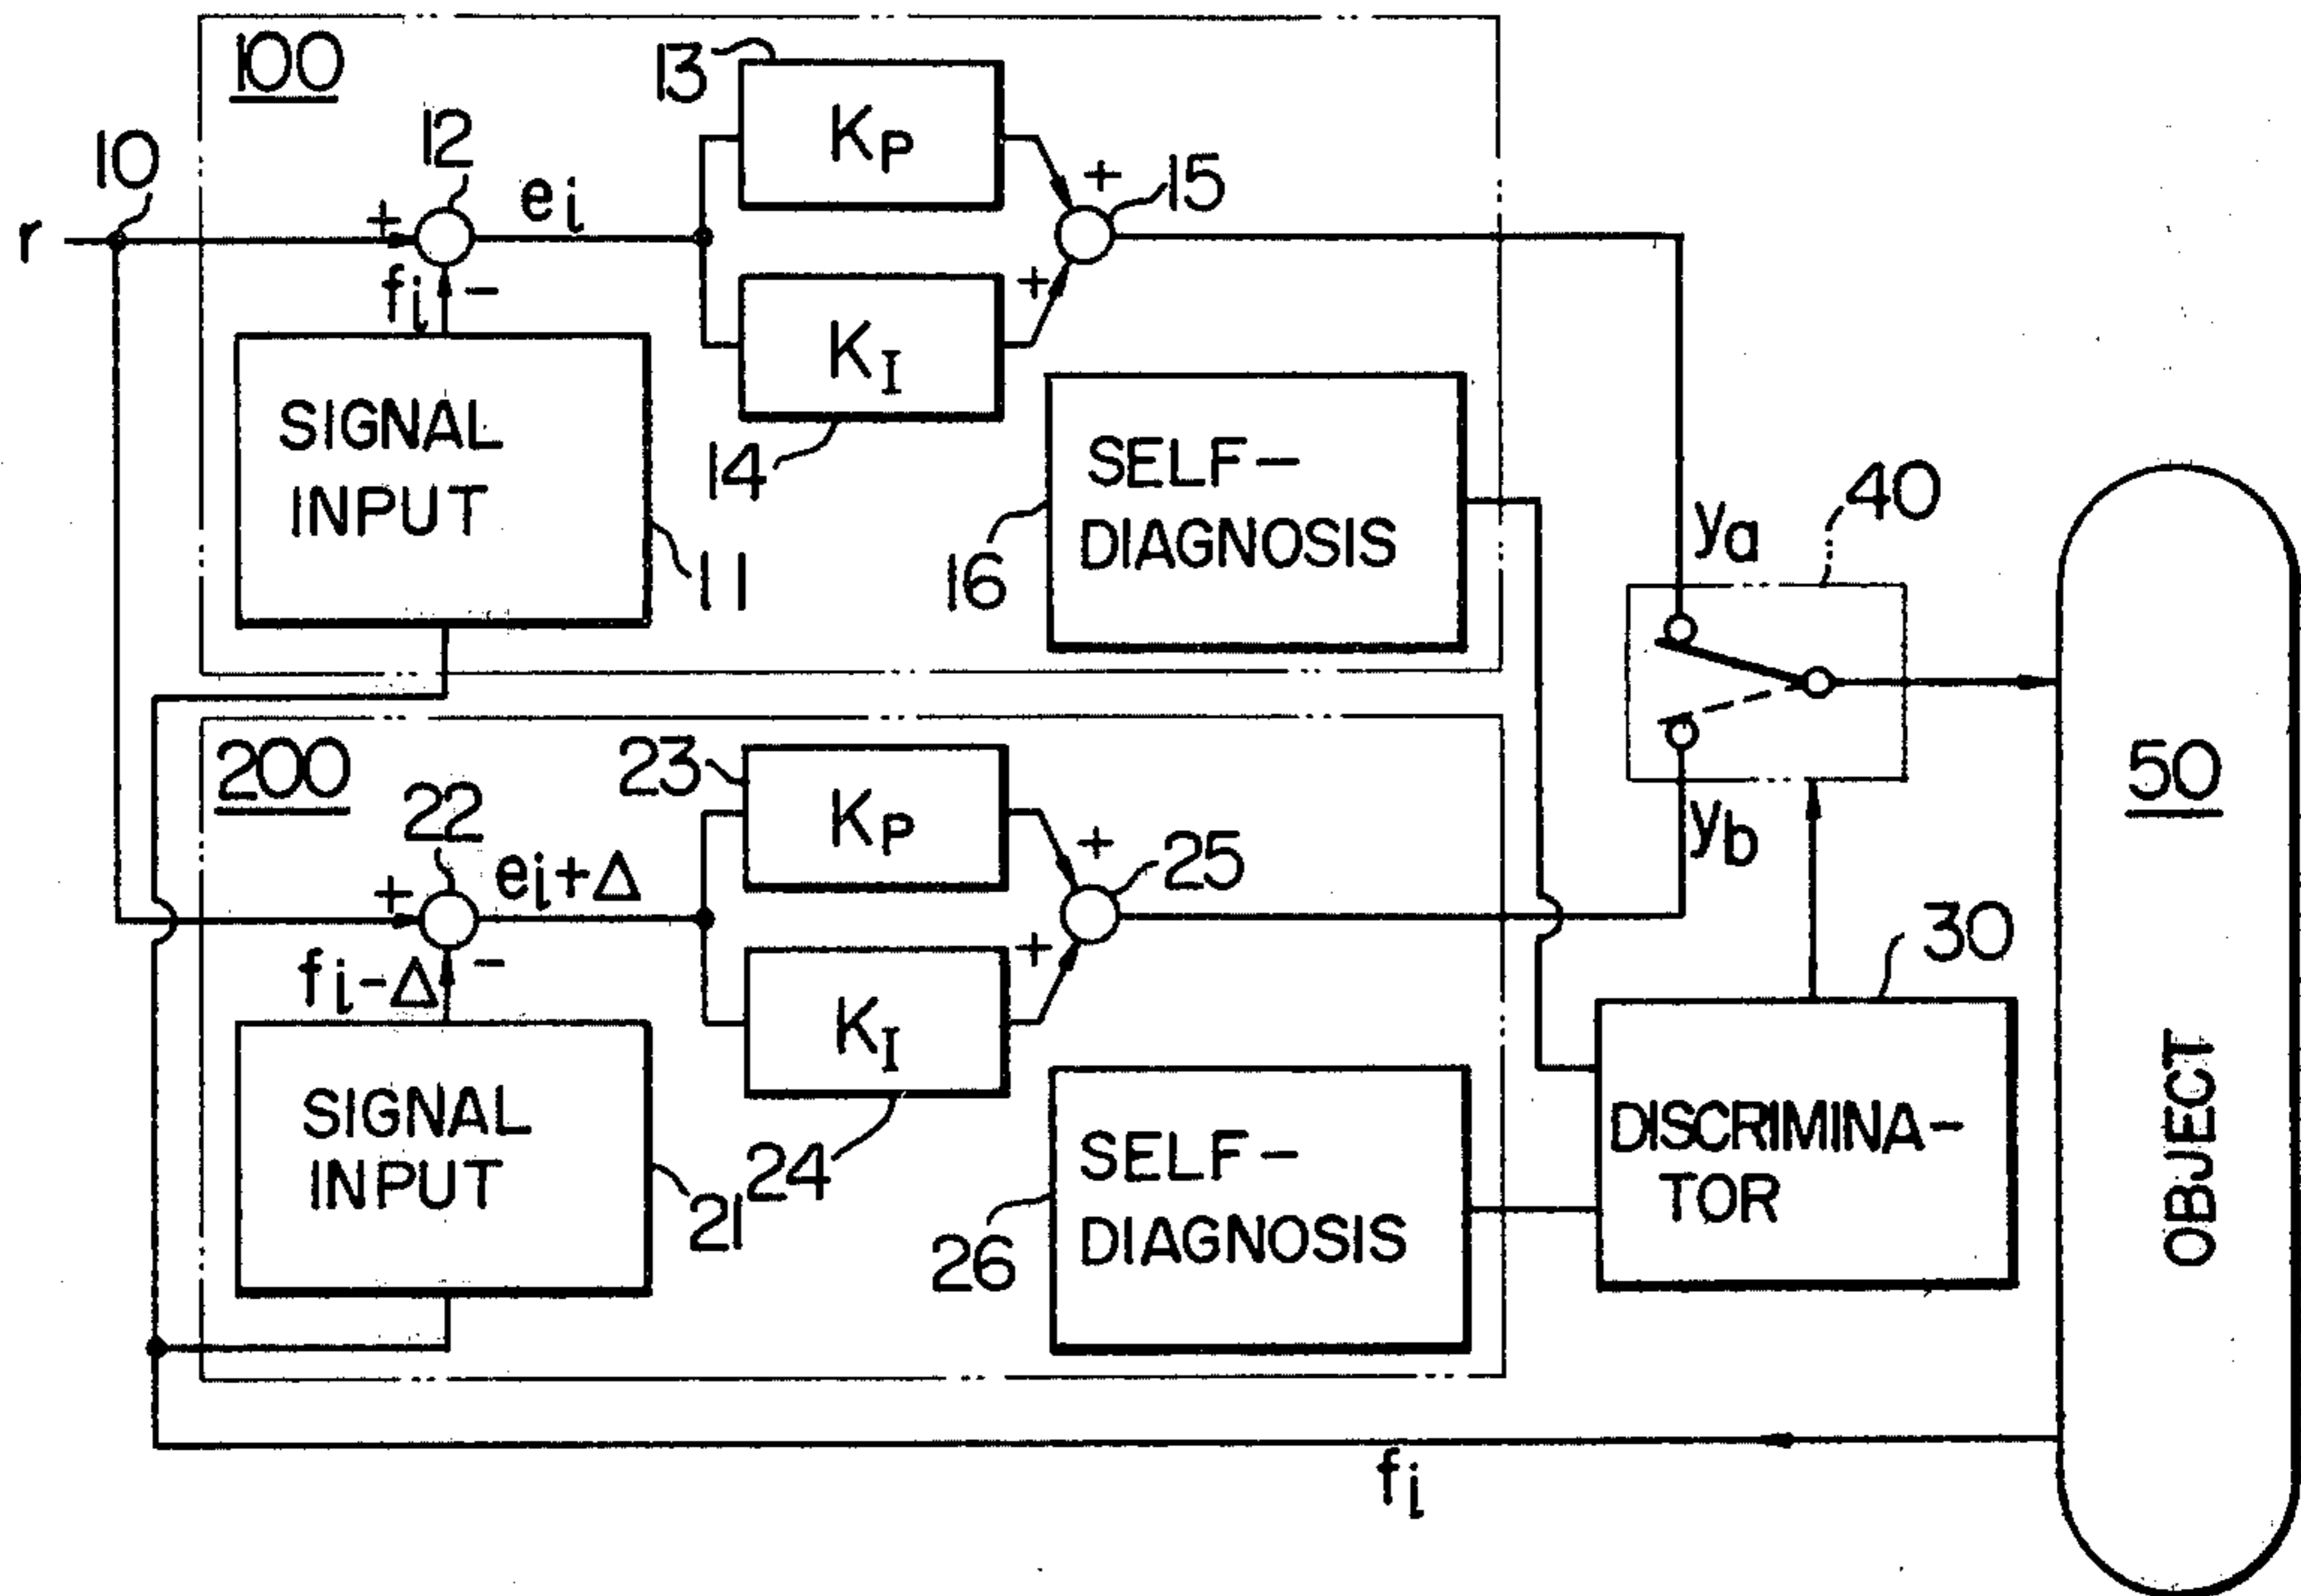 100
13
KP
10
12
+
ei
+
15
r
fi
-
+
SIGNAL
INPUT
KI
14
11
SELF-
DIAGNOSIS
16
ya
40
200
23
KP
22
+
ei+Δ
+
25
yb
50
fi-Δ
-
+
30
SIGNAL
INPUT
KI
24
21
SELF-
DIAGNOSIS
26
DISCRIMINA-
TOR
OBJECT
fi